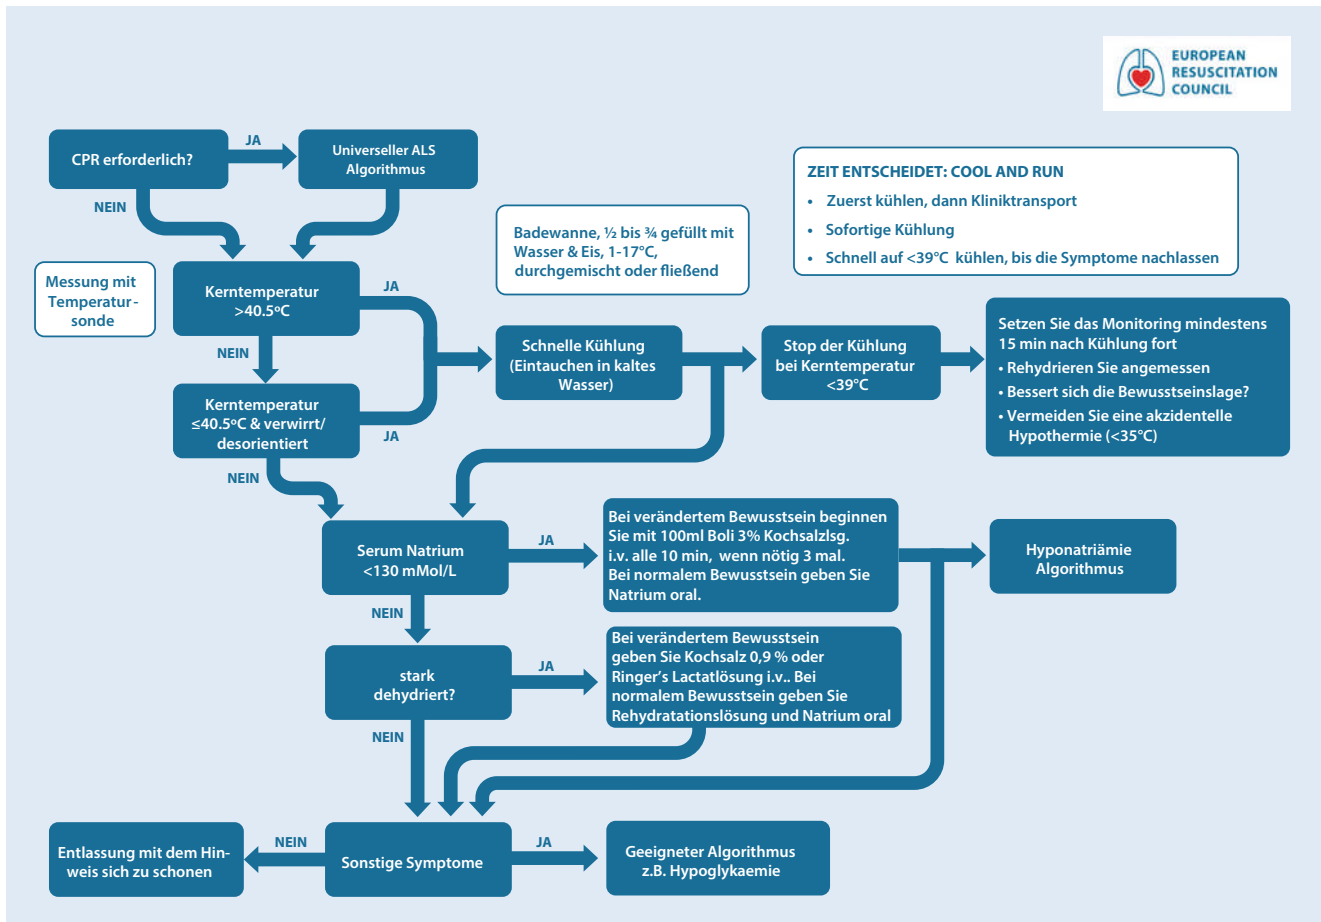 EUROPEAN
RESUSCITATION
COUNCIL
CPR erforderlich?
JA
Universeller ALS
Algorithmus
NEIN
ZEIT ENTSCHEIDET: COOL AND RUN
• Zuerst kühlen, dann Kliniktransport
• Sofortige Kühlung
• Schnell auf <39°C kühlen, bis die Symptome nachlassen
Badewanne, ½ bis ¾ gefüllt mit
Wasser & Eis, 1-17°C,
durchgemischt oder fließend
Messung mit
Temperatur-
sonde
Kerntemperatur
>40.5ºC
JA
NEIN
Schnelle Kühlung
(Eintauchen in kaltes
Wasser)
Stop der Kühlung
bei Kerntemperatur
<39°C
Setzen Sie das Monitoring mindestens
15 min nach Kühlung fort
• Rehydrieren Sie angemessen
• Bessert sich die Bewusstseinslage?
• Vermeiden Sie eine akzidentelle
Hypothermie (<35°C)
Kerntemperatur
≤40.5ºC & verwirrt/
desorientiert
JA
NEIN
Serum Natrium
<130 mMol/L
JA
Bei verändertem Bewusstsein beginnen
Sie mit 100ml Boli 3% Kochsalzlsg.
i.v. alle 10 min, wenn nötig 3 mal.
Bei normalem Bewusstsein geben Sie
Natrium oral.
Hyponatriämie
Algorithmus
NEIN
stark
dehydriert?
JA
Bei verändertem Bewusstsein
geben Sie Kochsalz 0,9 % oder
Ringer's Lactatlösung i.v.. Bei
normalem Bewusstsein geben Sie
Rehydratationslösung und Natrium oral
NEIN
Entlassung mit dem Hin-
weis sich zu schonen
NEIN
Sonstige Symptome
JA
Geeigneter Algorithmus
z.B. Hypoglykaemie